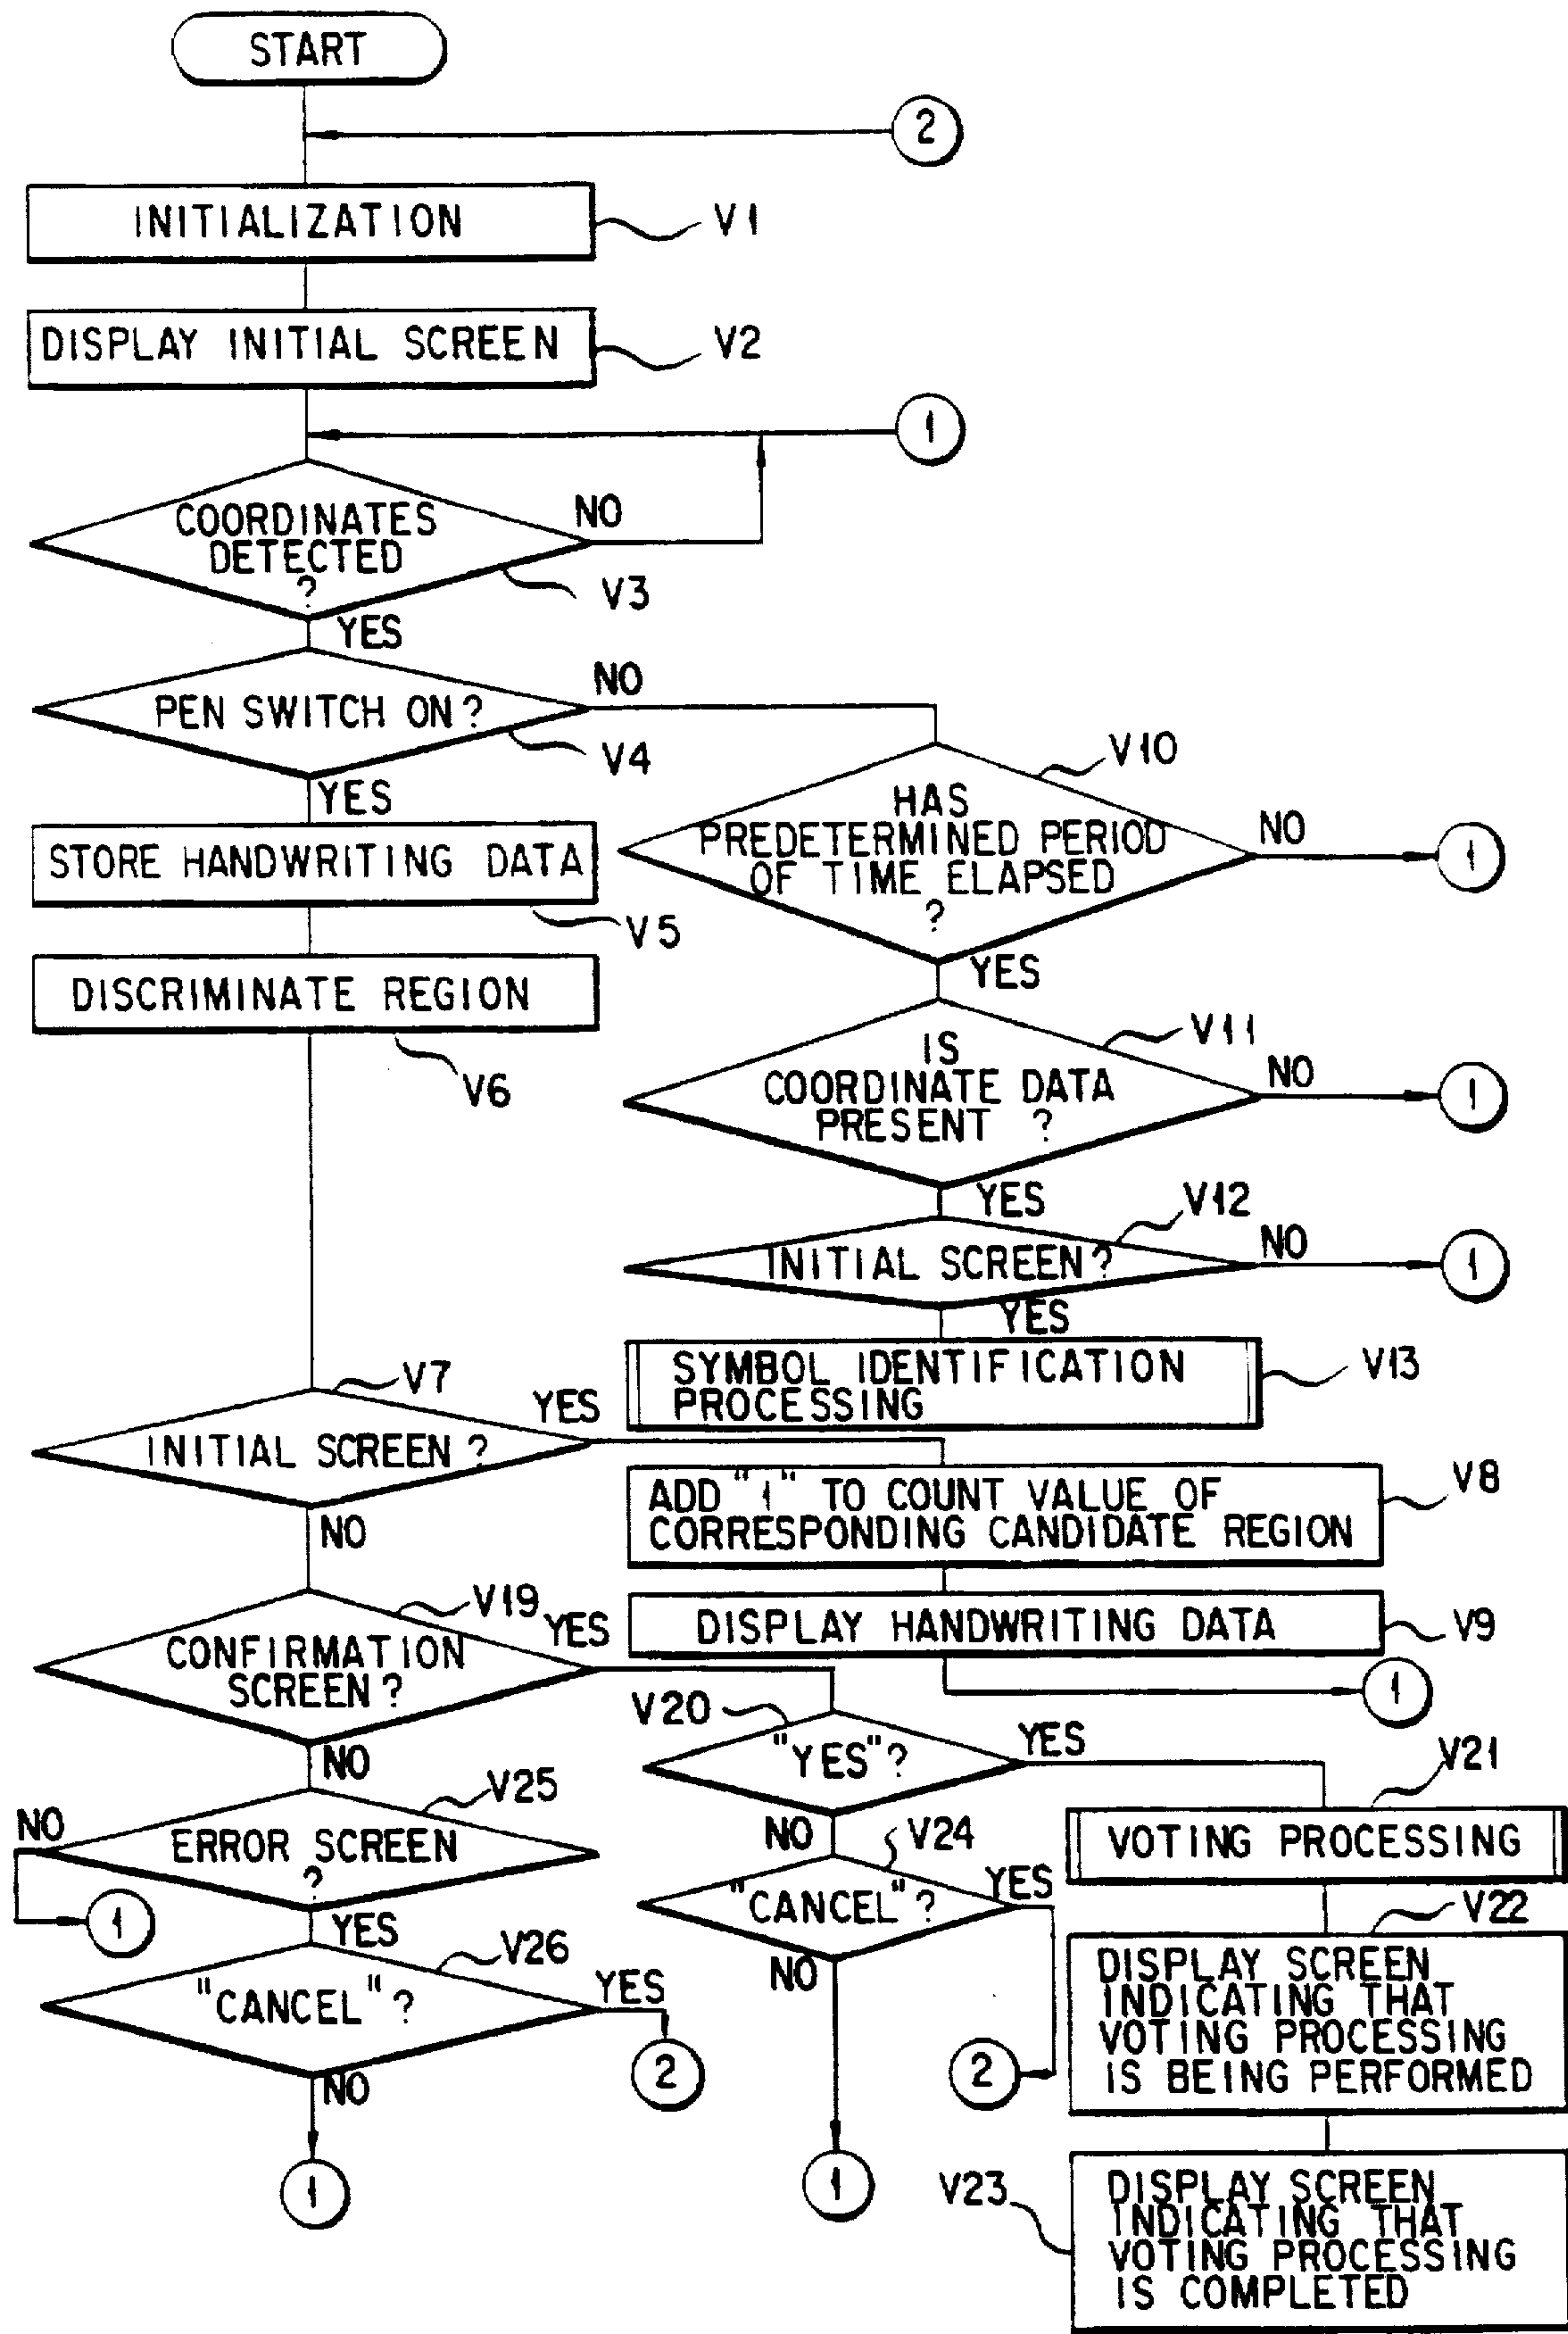 START
2
INITIALIZATION
V1
DISPLAY INITIAL SCREEN
V2
1
COORDINATES
DETECTED
?
NO
V3
YES
PEN SWITCH ON?
NO
V4
YES
V10
HAS
PREDETERMINED PERIOD
OF TIME ELAPSED
?
NO
1
STORE HANDWRITING DATA
V5
YES
DISCRIMINATE REGION
V6
V11
IS
COORDINATE DATA
PRESENT ?
NO
1
YES
V12
INITIAL SCREEN?
NO
1
YES
SYMBOL IDENTIFICATION
PROCESSING
V13
V7
INITIAL SCREEN?
YES
NO
ADD "1" TO COUNT VALUE OF
CORRESPONDING CANDIDATE REGION
V8
DISPLAY HANDWRITING DATA
V9
1
V19
CONFIRMATION
SCREEN?
YES
NO
V20
"YES"?
YES
NO
V21
VOTING PROCESSING
V25
ERROR SCREEN
?
NO
1
YES
V24
"CANCEL"?
YES
2
NO
1
V22
DISPLAY SCREEN
INDICATING THAT
VOTING PROCESSING
IS BEING PERFORMED
V26
"CANCEL"?
YES
2
NO
1
V23
DISPLAY SCREEN
INDICATING THAT
VOTING PROCESSING
IS COMPLETED